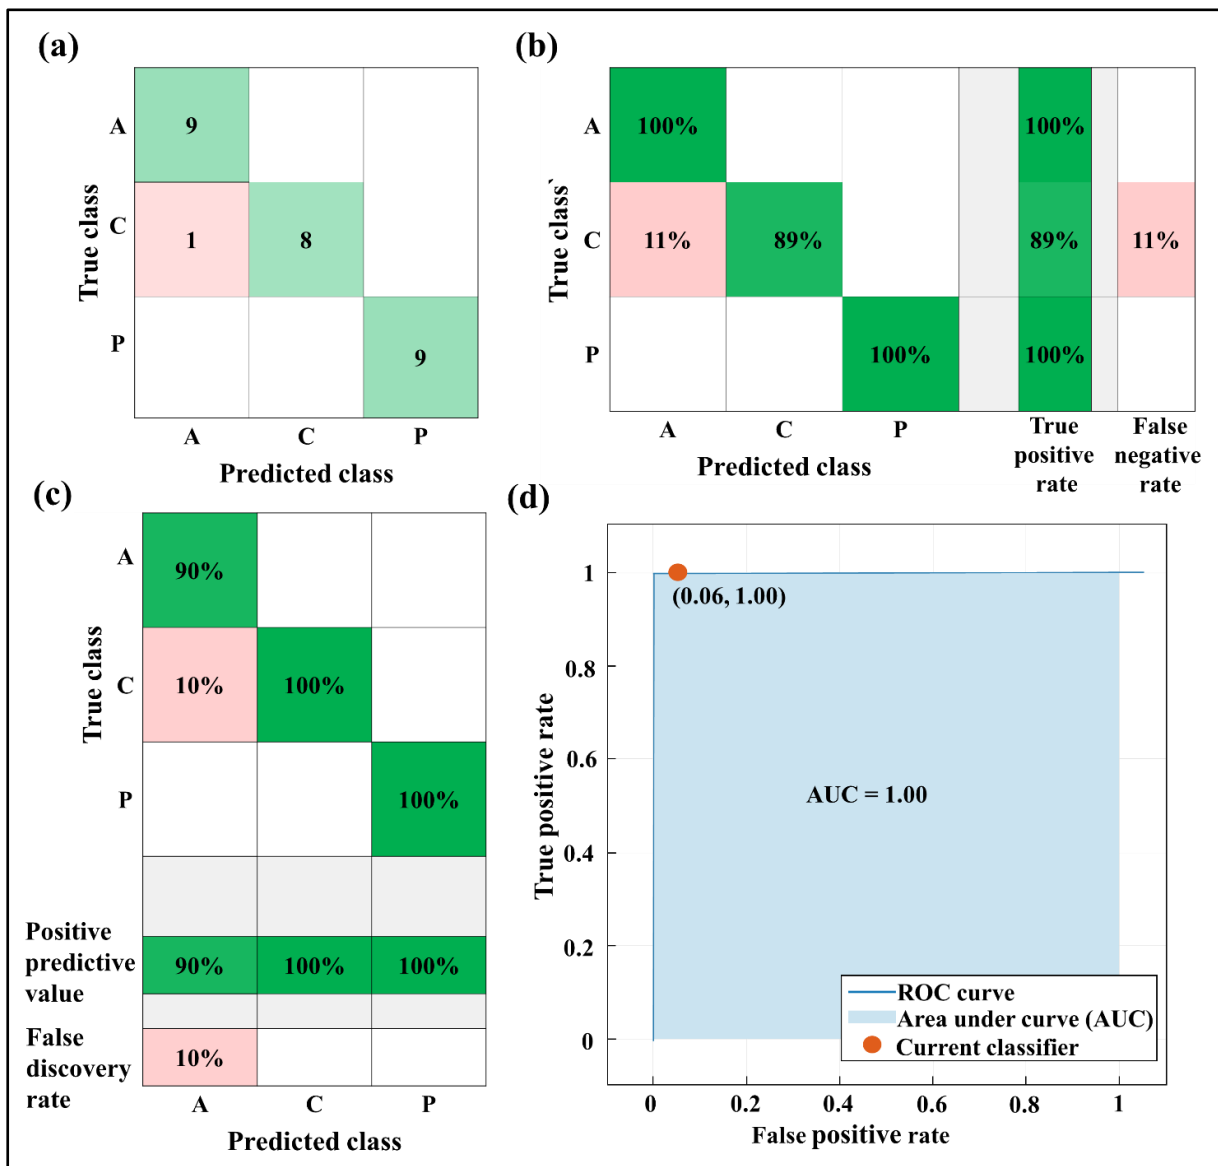 (a)
A
9
True class
C
1
8
P
9
A
C
P
Predicted class
(b)
A
100%
100%
True class`
C
11%
89%
89%
11%
P
100%
100%
A
C
P
True
positive
rate
False
negative
rate
Predicted class
(c)
A
90%
True class
C
10%
100%
P
100%
Positive
predictive
value
90%
100%
100%
False
discovery
rate
10%
A
C
P
Predicted class
(d)
1
(0.06, 1.00)
0.8
True positive rate
0.6
AUC = 1.00
0.4
0.2
0
ROC curve
Area under curve (AUC)
Current classifier
0
0.2
0.4
0.6
0.8
1
False positive rate